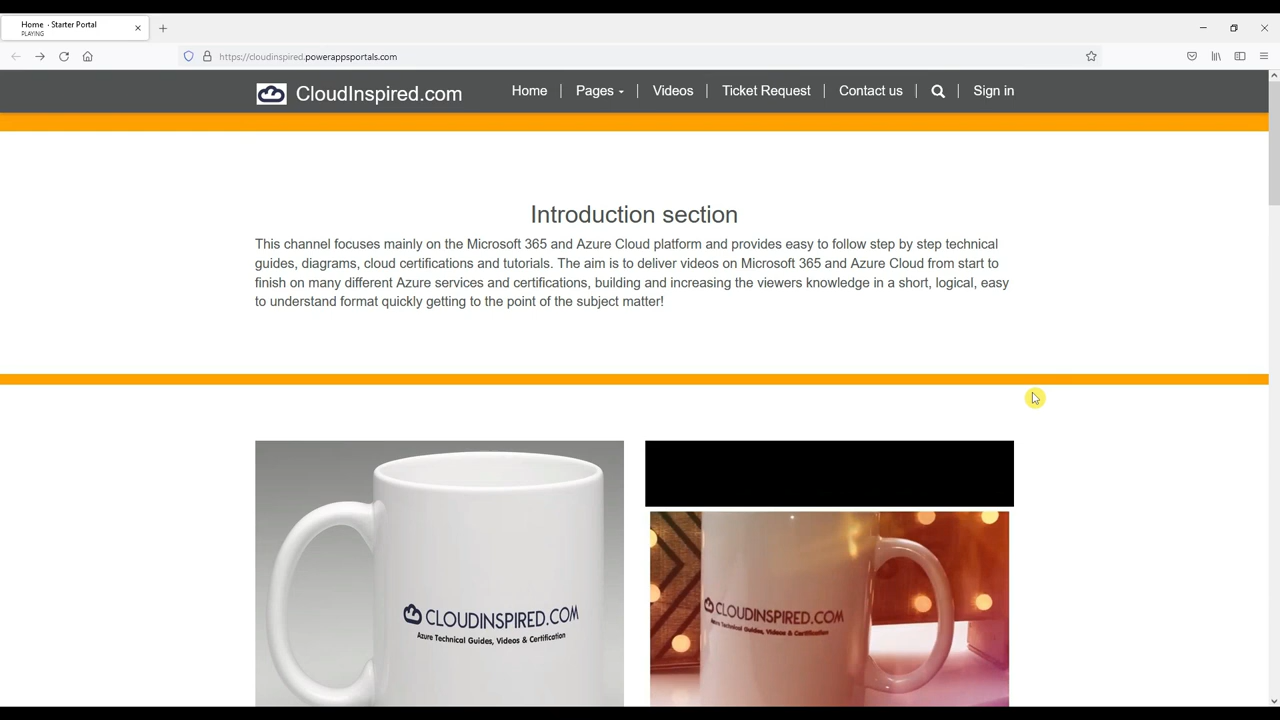 Home · Starter Portal
PLAYING
https://cloudinspired.powerappsportals.com
CloudInspired.com
Home
Pages
Videos
Ticket Request
Contact us
Sign in
Introduction section
This channel focuses mainly on the Microsoft 365 and Azure Cloud platform and provides easy to follow step by step technical
guides, diagrams, cloud certifications and tutorials. The aim is to deliver videos on Microsoft 365 and Azure Cloud from start to
finish on many different Azure services and certifications, building and increasing the viewers knowledge in a short, logical, easy
to understand format quickly getting to the point of the subject matter!
CLOUDINSPIRED.COM
Azure Technical Guides, Videos & Certification
CLOUDINSPIRED.COM
Azure Technical Guides, Videos & Certification